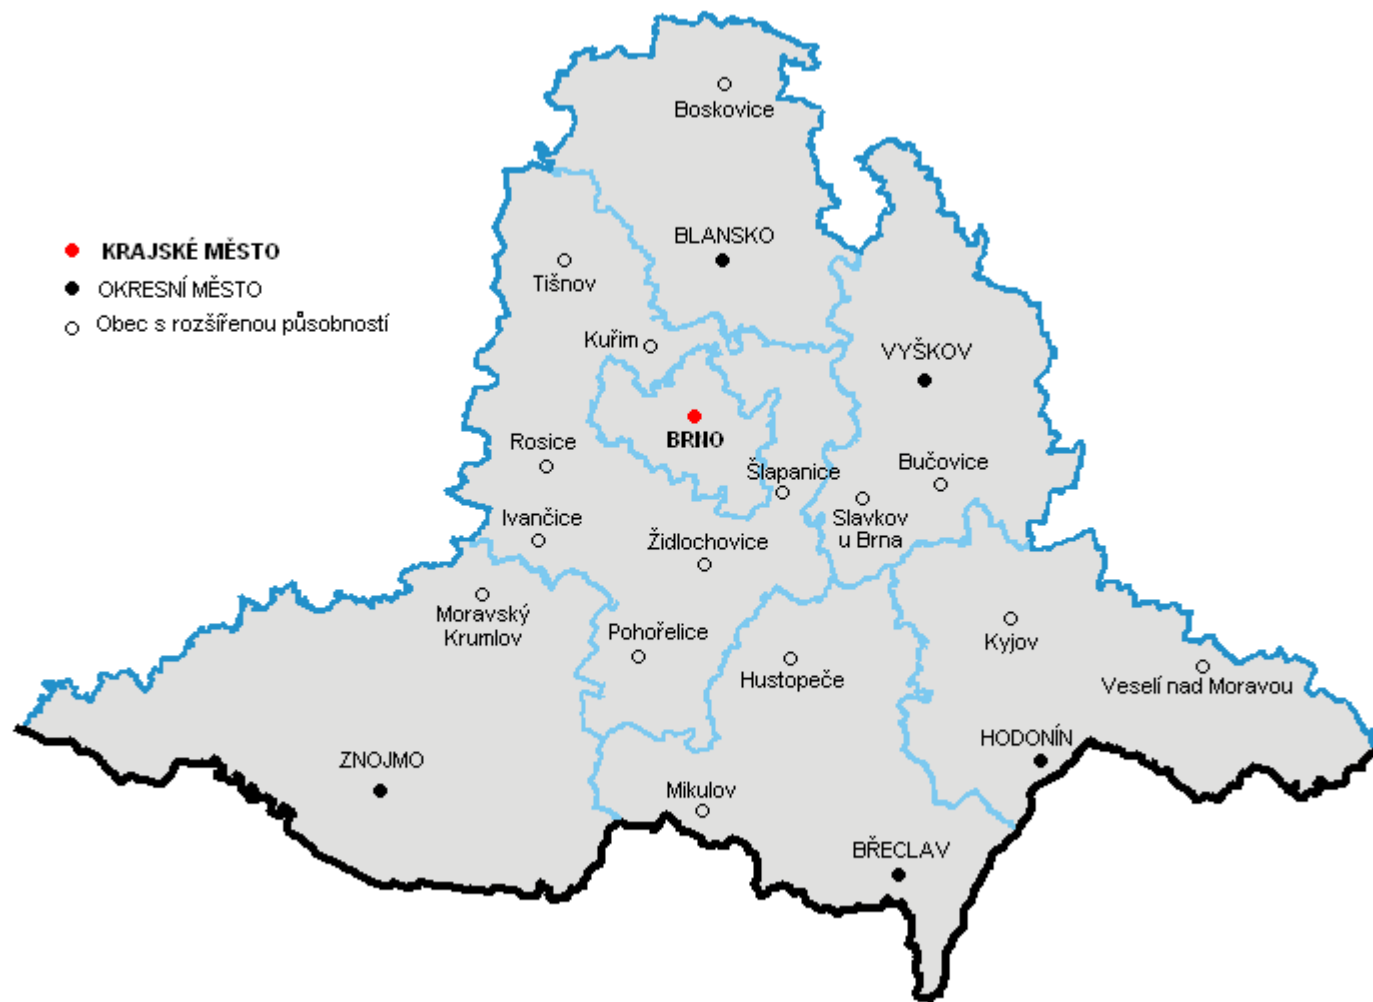 Boskovice
BLANSKO
KRAJSKÉ MĚSTO
OKRESNÍ MĚSTO
Obec s rozšířenou působností
Tišnov
Kuřim
VYŠKOV
BRNO
Rosice
Šlapanice
Bučovice
Ivančice
Slavkov
u Brna
Židlochovice
Moravský
Krumlov
Pohořelice
Hustopeče
Kyjov
Veselí nad Moravou
HODONÍN
ZNOJMO
Mikulov
BŘECLAV